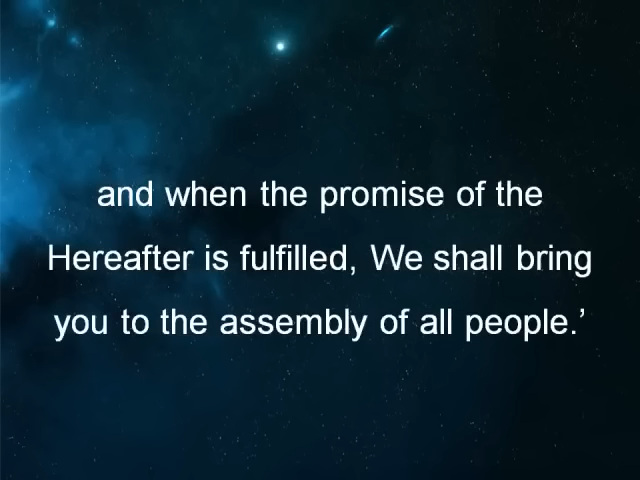 and when the promise of the
Hereafter is fulfilled, We shall bring
you to the assembly of all people.’